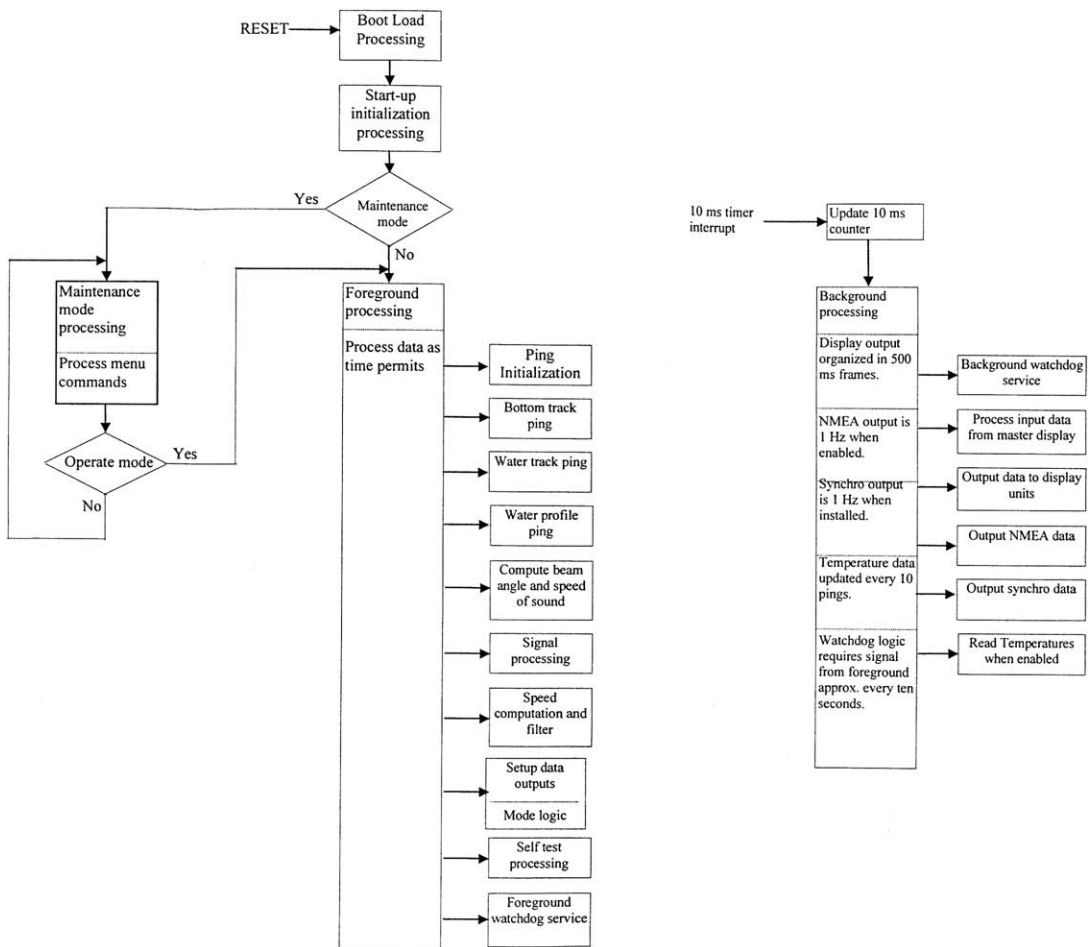 RESET
Boot Load
Processing
Start-up
initialization
processing
Yes
Maintenance
mode
No
Maintenance
mode
processing
Process menu
commands
Operate mode
Yes
No
Foreground
processing
Process data as
time permits
Ping
Initialization
Bottom track
ping
Water track ping
Water profile
ping
Compute beam
angle and speed
of sound
Signal
processing
Speed
computation and
filter
Setup data
outputs
Mode logic
Self test
processing
Foreground
watchdog service
10 ms timer
interrupt
Update 10 ms
counter
Background
processing
Display output
organized in 500
ms frames.
NMEA output is
1 Hz when
enabled.
Synchro output
is 1 Hz when
installed.
Temperature data
updated every 10
pings.
Watchdog logic
requires signal
from foreground
approx. every ten
seconds.
Background watchdog
service
Process input data
from master display
Output data to display
units
Output NMEA data
Output synchro data
Read Temperatures
when enabled